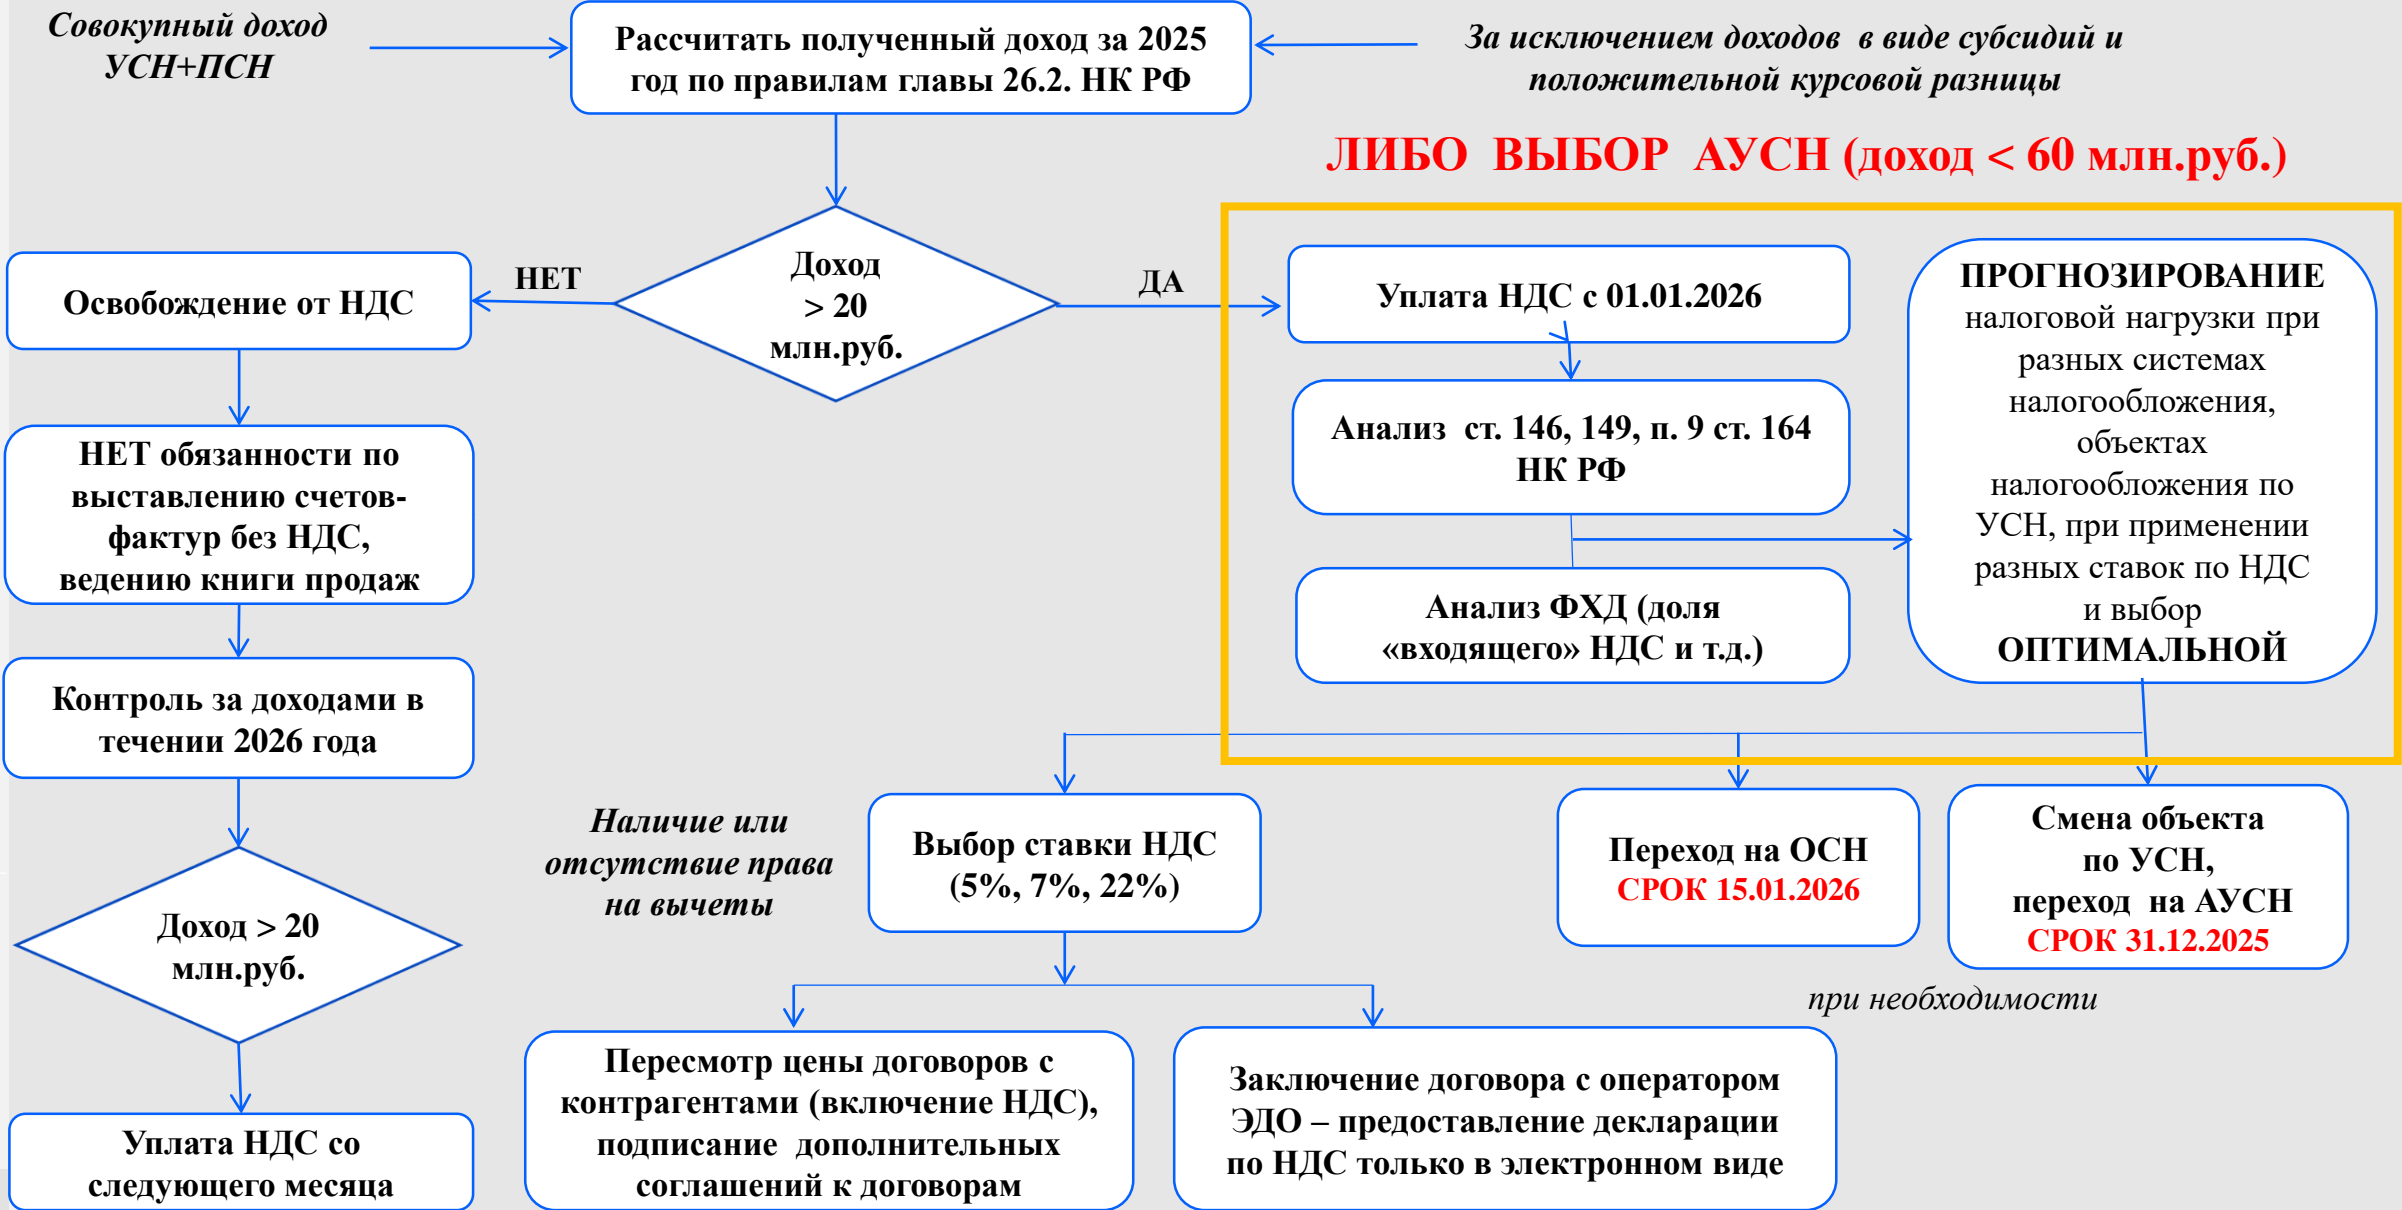 Совокупный доход
УСН+ПСН
Рассчитать полученный доход за 2025
год по правилам главы 26.2. НК РФ
За исключением доходов в виде субсидий и
положительной курсовой разницы
ЛИБО ВЫБОР АУСН (доход < 60 млн.руб.)
Доход
> 20
млн.руб.
НЕТ
ДА
Освобождение от НДС
НЕТ обязанности по
выставлению счетов-
фактур без НДС,
ведению книги продаж
Контроль за доходами в
течении 2026 года
Доход > 20
млн.руб.
Уплата НДС со
следующего месяца
Уплата НДС с 01.01.2026
Анализ ст. 146, 149, п. 9 ст. 164
НК РФ
Анализ ФХД (доля
«входящего» НДС и т.д.)
ПРОГНОЗИРОВАНИЕ
налоговой нагрузки при
разных системах
налогообложения,
объектах
налогообложения по
УСН, при применении
разных ставок по НДС
и выбор
ОПТИМАЛЬНОЙ
Наличие или
отсутствие права
на вычеты
Выбор ставки НДС
(5%, 7%, 22%)
Переход на ОСН
СРОК 15.01.2026
Смена объекта
по УСН,
переход на АУСН
СРОК 31.12.2025
при необходимости
Пересмотр цены договоров с
контрагентами (включение НДС),
подписание дополнительных
соглашений к договорам
Заключение договора с оператором
ЭДО – предоставление декларации
по НДС только в электронном виде